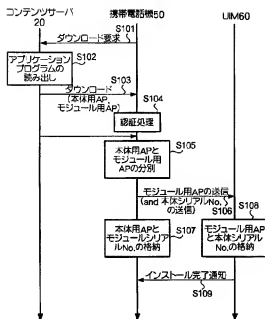 コンテンツサーバ
20
携帯電話機50
UIM60
S101
ダウンロード要求
S102
アプリケーション
プログラムの
読み出し
S103
ダウンロード
(本体用AP、
モジュール用AP)
S104
認証処理
S105
本体用APと
モジュール用
APの分別
モジュール用APの送信
(and 本体シリアルNo.
の送信)
S106
S108
本体用APと
モジュールシリア
ルNo.の格納
S107
モジュール用AP
と本体シリアル
No.の格納
インストール完了通知
S109